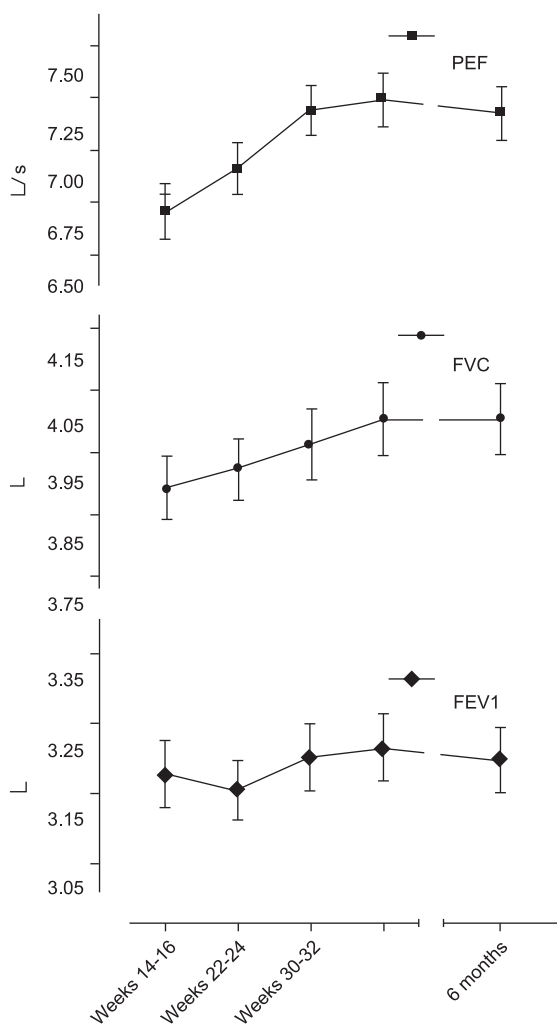 PEF
7.50
7.25
7.00
6.75
6.50
L/s
FVC
4.15
4.05
3.95
3.85
3.75
L
FEV1
3.35
3.25
3.15
3.05
L
Weeks 14-16
Weeks 22-24
Weeks 30-32
6 months